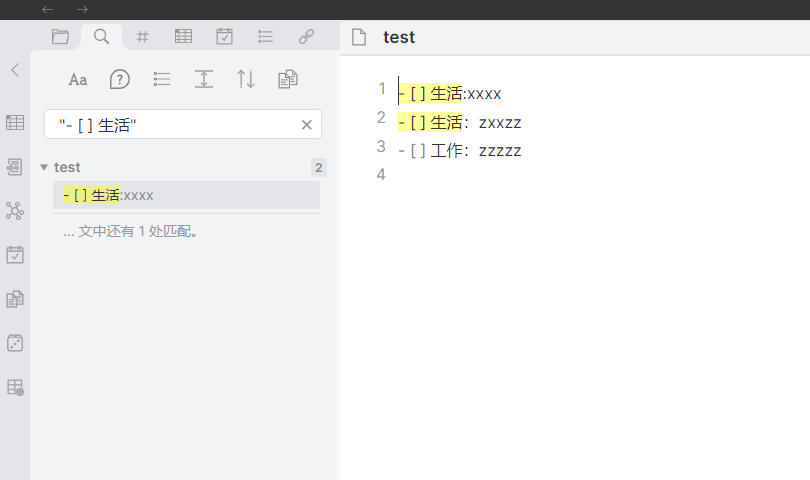 test
Aa
"- [ ] 生活"
test 2
- [ ] 生活:xxxx
... 文中还有 1 处匹配。
1 - [ ] 生活:xxxx
2 - [ ] 生活：zxxzz
3 - [ ] 工作：zzzzz
4